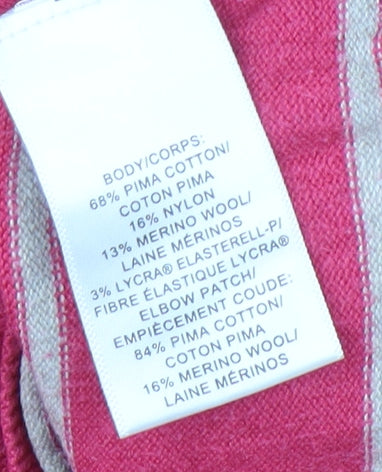 BODY/CORPS:
68% PIMA COTTON/
COTON PIMA
16% NYLON
13% MERINO WOOL/
LAINE MÉRINOS
3% LYCRA® ELASTERELL-P/
FIBRE ÉLASTIQUE LYCRA®
ELBOW PATCH/
EMPIÈCEMENT COUDE:
84% PIMA COTTON/
COTON PIMA
16% MERINO WOOL/
LAINE MÉRINOS